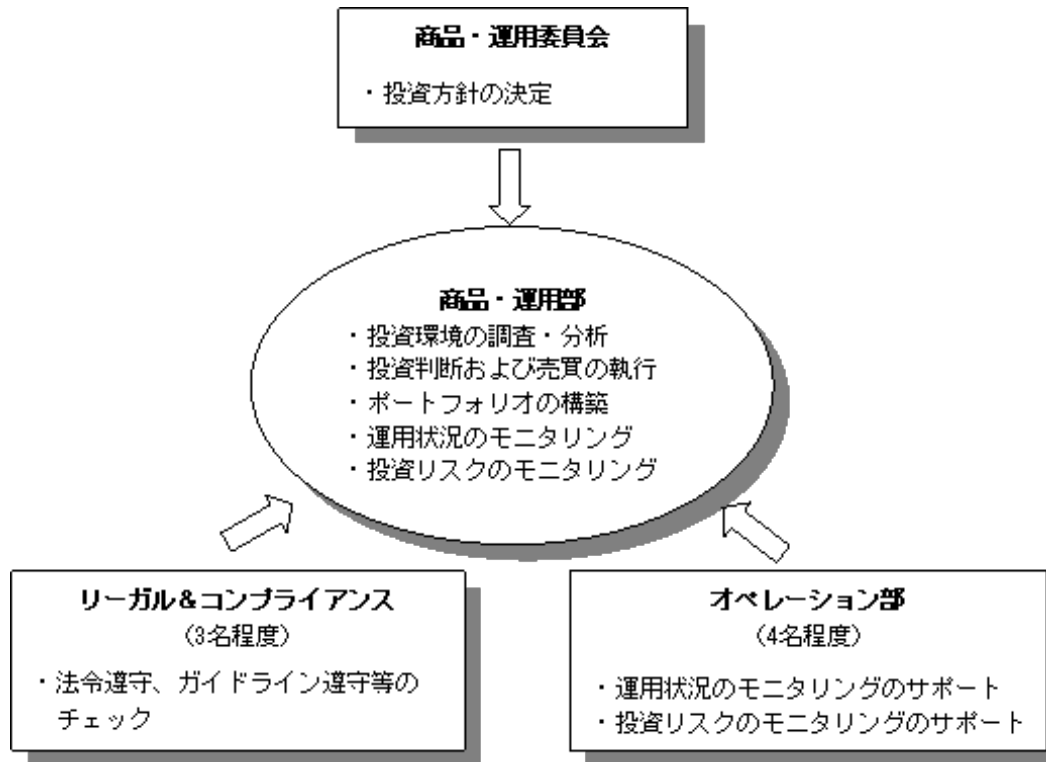 商品・運用委員会
・投資方針の決定
商品・運用部
・投資環境の調査・分析
・投資判断および売買の執行
・ポートフォリオの構築
・運用状況のモニタリング
・投資リスクのモニタリング
リーガル&コンプライアンス
(3名程度)
・法令遵守、ガイドライン遵守等の
チェック
オペレーション部
(4名程度)
・運用状況のモニタリングのサポート
・投資リスクのモニタリングのサポート